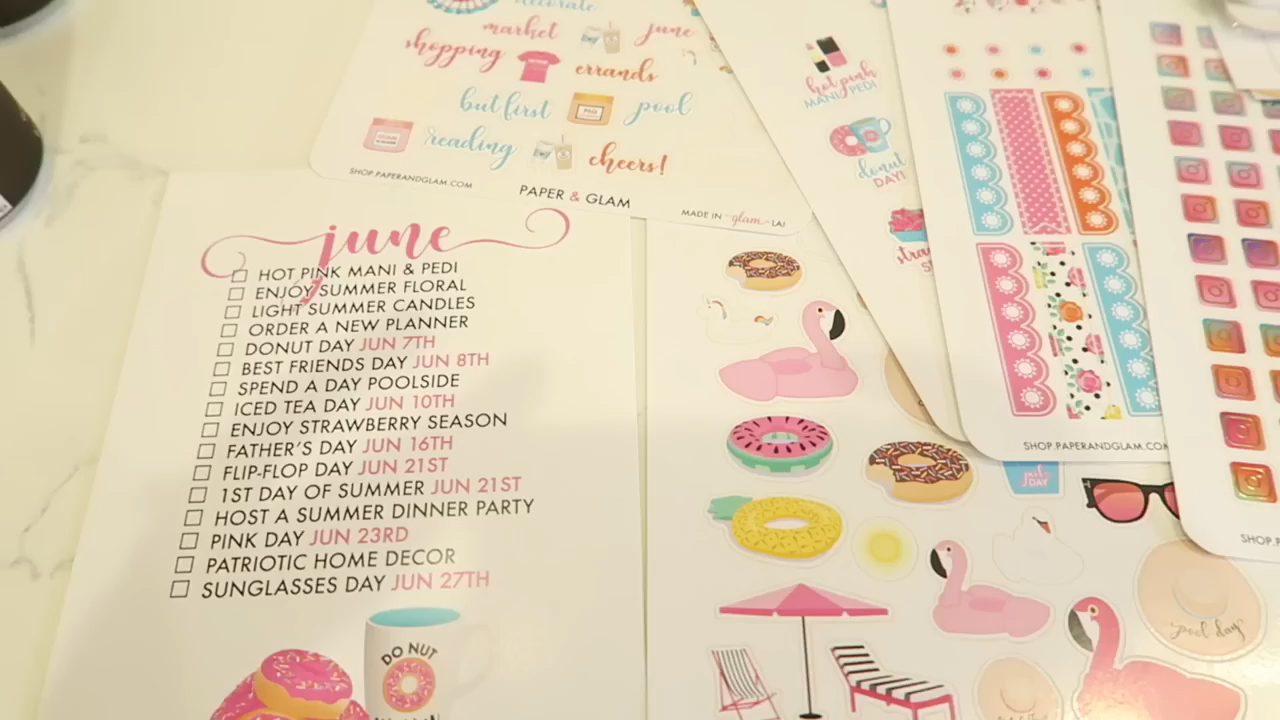 decorate
market june
shopping errands
but first pool
reading cheers!
SHOP.PAPERANDGLAM.COM PAPER & GLAM MADE IN glam LA!
june
HOT PINK MANI & PEDI
ENJOY SUMMER FLORAL
LIGHT SUMMER CANDLES
ORDER A NEW PLANNER
DONUT DAY JUN 7TH
BEST FRIENDS DAY JUN 8TH
SPEND A DAY POOLSIDE
ICED TEA DAY JUN 10TH
ENJOY STRAWBERRY SEASON
FATHER'S DAY JUN 16TH
FLIP-FLOP DAY JUN 21ST
1ST DAY OF SUMMER JUN 21ST
HOST A SUMMER DINNER PARTY
PINK DAY JUN 23RD
PATRIOTIC HOME DECOR
SUNGLASSES DAY JUN 27TH
DO NUT
hot pink
MANI PEDI
donut
DAY!
SHOP.PAPERANDGLAM.COM
SHOP.P
DAY
pool day